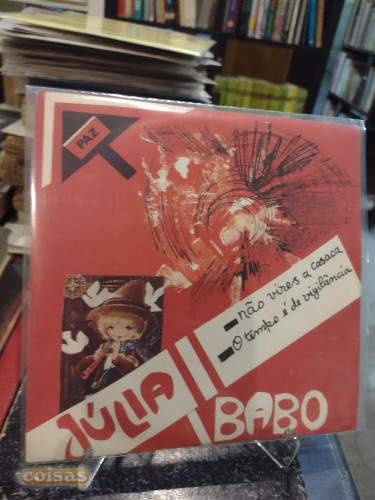 PAZ
- não vires a casaca
- O tempo é de vigilância
JÚLIA
BABO
coisas